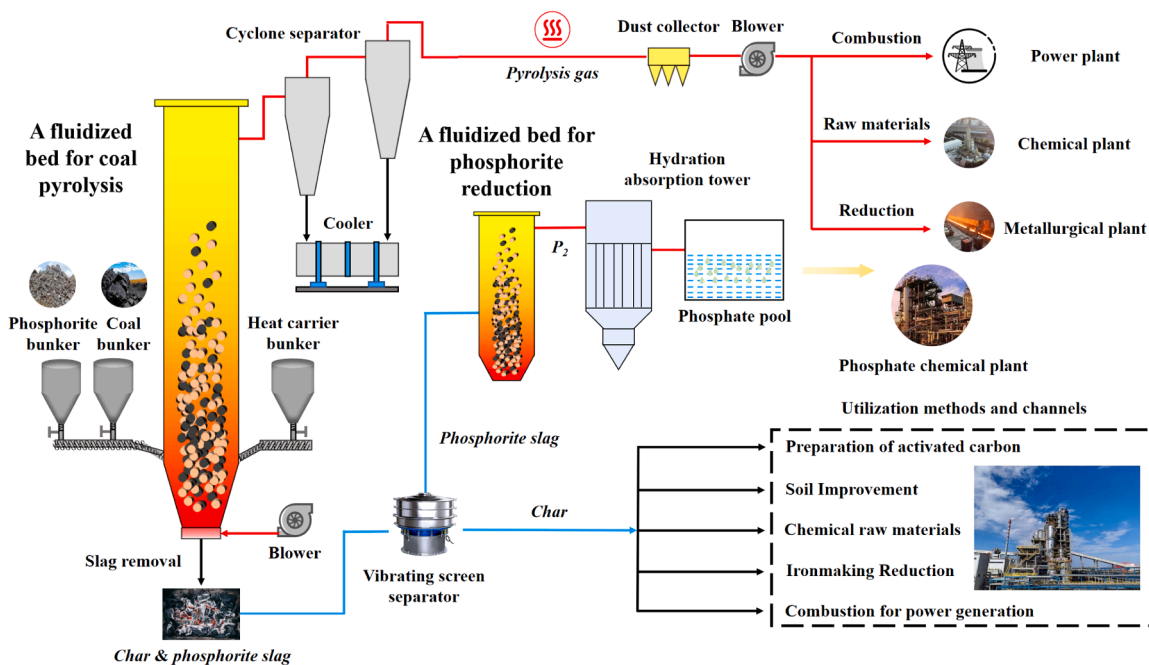 Cyclone separator
Pyrolysis gas
Dust collector
Blower
Combustion
Power plant
Raw materials
Chemical plant
Reduction
Metallurgical plant
A fluidized
bed for coal
pyrolysis
A fluidized bed for
phosphorite
reduction
Hydration
absorption tower
Cooler
P2
Phosphate pool
Phosphate chemical plant
Phosphorite
bunker
Coal
bunker
Heat carrier
bunker
Utilization methods and channels
Phosphorite slag
Preparation of activated carbon
Soil Improvement
Char
Chemical raw materials
Ironmaking Reduction
Combustion for power generation
Slag removal
Blower
Vibrating screen
separator
Char & phosphorite slag